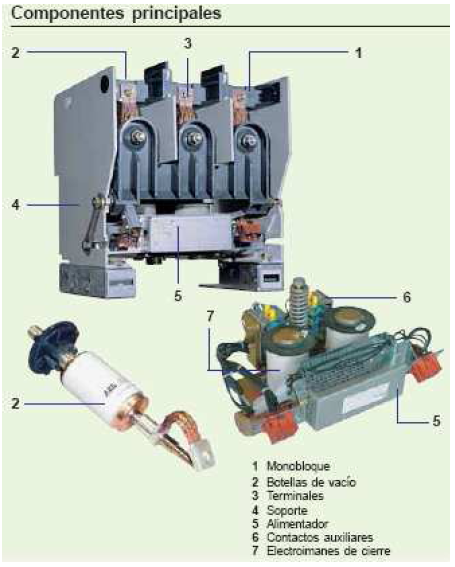 Componentes principales
2
3
1
4
5
6
7
2
AEG
5
1 Monobloque
2 Botellas de vacío
3 Terminales
4 Soporte
5 Alimentador
6 Contactos auxiliares
7 Electroimanes de cierre